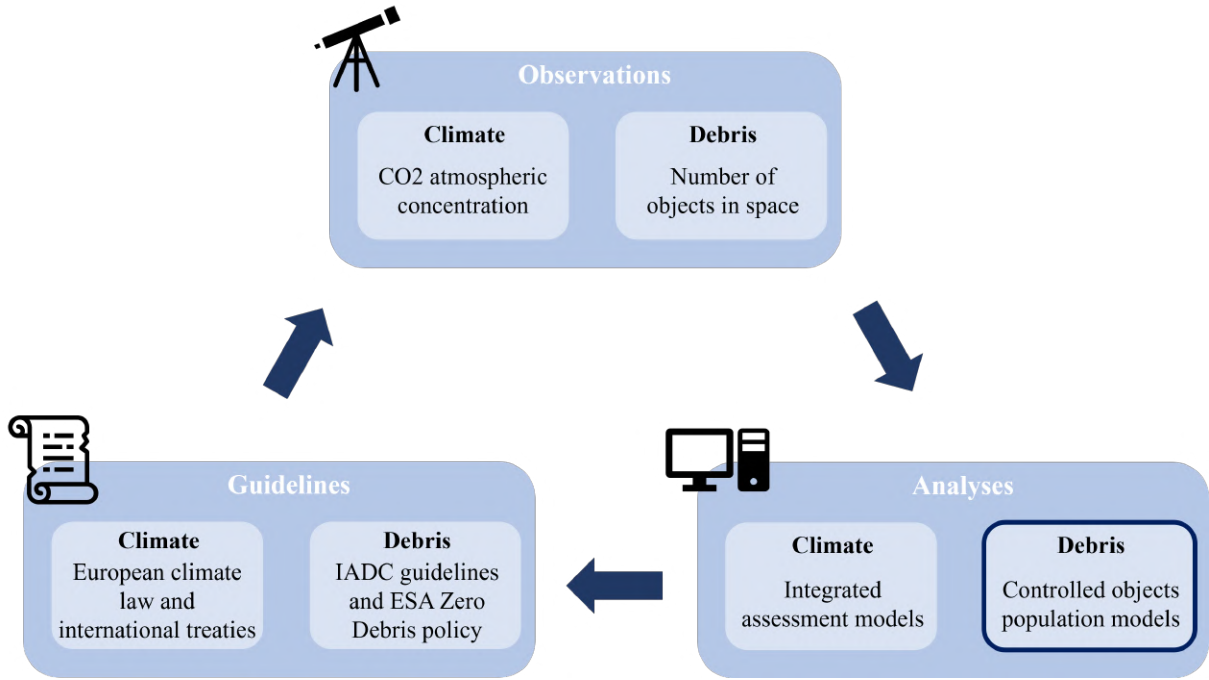 Observations
Climate
CO2 atmospheric
concentration
Debris
Number of
objects in space
Guidelines
Climate
European climate
law and
international treaties
Debris
IADC guidelines
and ESA Zero
Debris policy
Analyses
Climate
Integrated
assessment models
Debris
Controlled objects
population models